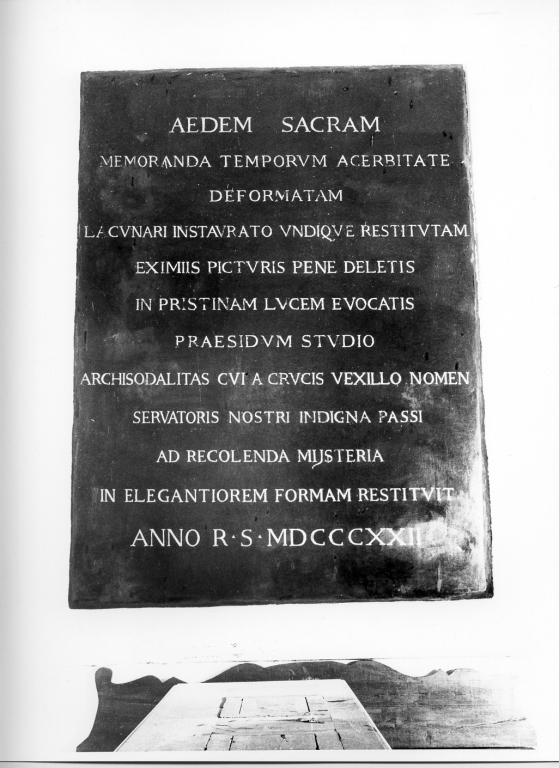 AEDEM SACRAM
MEMORANDA TEMPORVM ACERBITATE
DEFORMATAM
LACVNARI INSTAVRATO VNDIQVE RESTITVTAM
EXIMIIS PICTVRIS PENE DELETIS
IN PRISTINAM LVCEM EVOCATIS
PRAESIDVM STVDIO
ARCHISODALITAS CVI A CRVCIS VEXILLO NOMEN
SERVATORIS NOSTRI INDIGNA PASSI
AD RECOLENDA MIJSTERIA
IN ELEGANTIOREM FORMAM RESTITVIT
ANNO R·S·MDCCCXXII